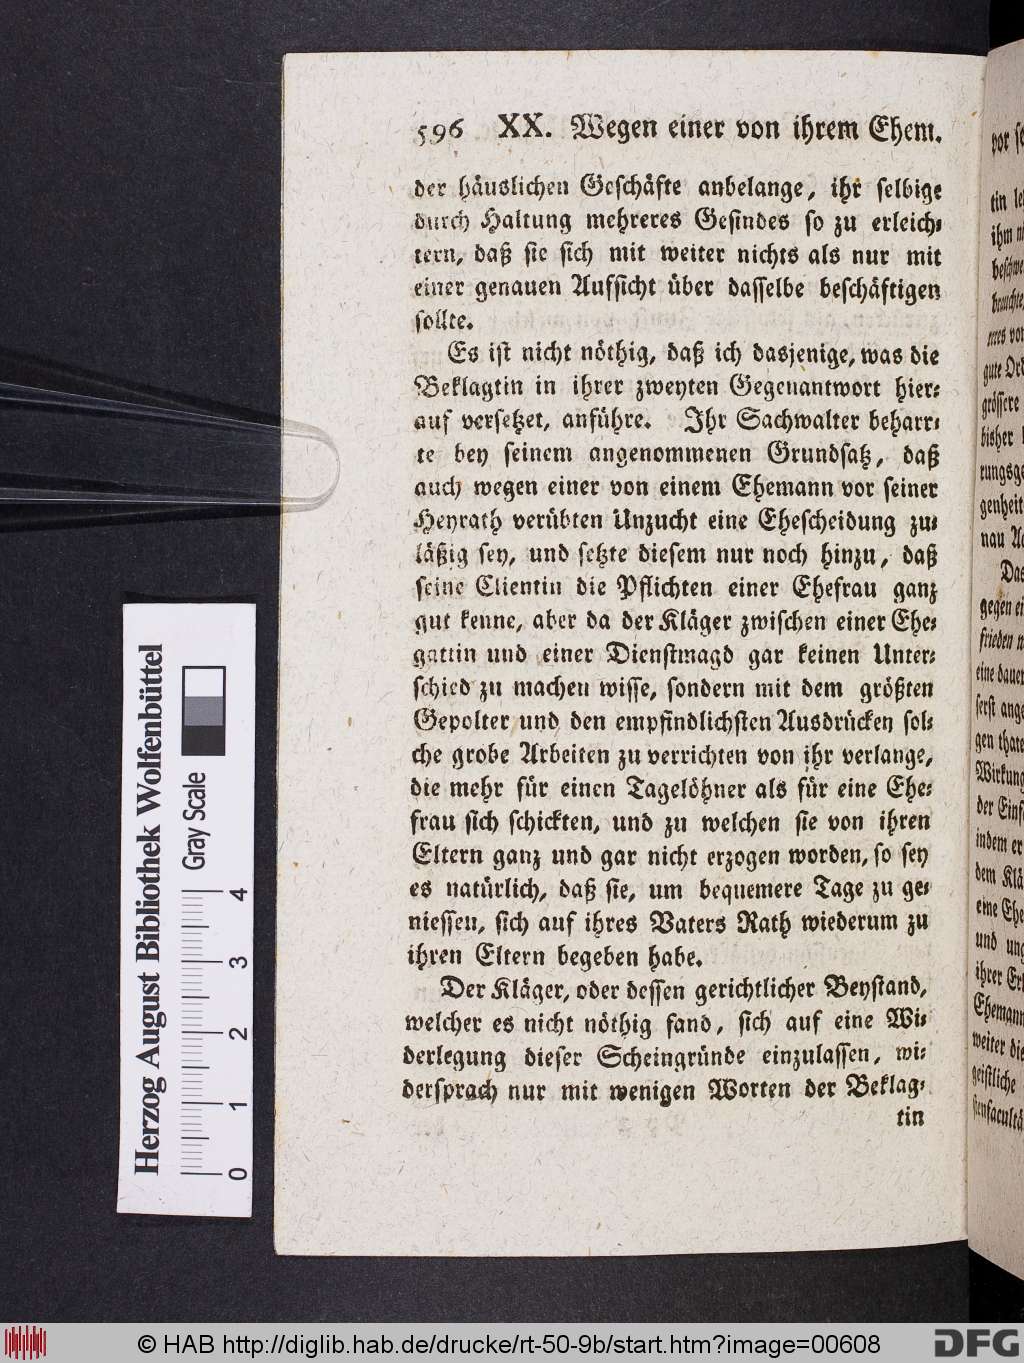 596 XX. Wegen einer von ihrem Ehem.
der häuslichen Geschäfte anbelange, ihr selbige
durch Haltung mehreres Gesindes so zu erleich-
tern, daß sie sich mit weiter nichts als nur mit
einer genauen Aufsicht über dasselbe beschäftigen
sollte.
Es ist nicht nöthig, daß ich dasjenige, was die
Beklagtin in ihrer zweyten Gegenantwort hier-
auf versetzet, anführe. Ihr Sachwalter beharr-
te bey seinem angenommenen Grundsatz, daß
auch wegen einer von einem Ehemann vor seiner
Heyrath verübten Unzucht eine Ehescheidung zu-
läßig sey, und setzte diesem nur noch hinzu, daß
seine Clientin die Pflichten einer Ehefrau ganz
gut kenne, aber da der Kläger zwischen einer Ehe-
gattin und einer Dienstmagd gar keinen Unter-
schied zu machen wisse, sondern mit dem größten
Gepolter und den empfindlichsten Ausdrücken sol-
che grobe Arbeiten zu verrichten von ihr verlange,
die mehr für einen Tagelöhner als für eine Ehe-
frau sich schickten, und zu welchen sie von ihren
Eltern ganz und gar nicht erzogen worden, so sey
es natürlich, daß sie, um bequemere Tage zu ge-
niessen, sich auf ihres Vaters Rath wiederum zu
ihren Eltern begeben habe.
Der Kläger, oder dessen gerichtlicher Beystand,
welcher es nicht nöthig fand, sich auf eine Wi-
derlegung dieser Scheingründe einzulassen, wi-
dersprach nur mit wenigen Worten der Beklag-
tin
Herzog August Bibliothek Wolfenbüttel
Gray Scale
0 1 2 3 4
© HAB http://diglib.hab.de/drucke/rt-50-9b/start.htm?image=00608
DFG